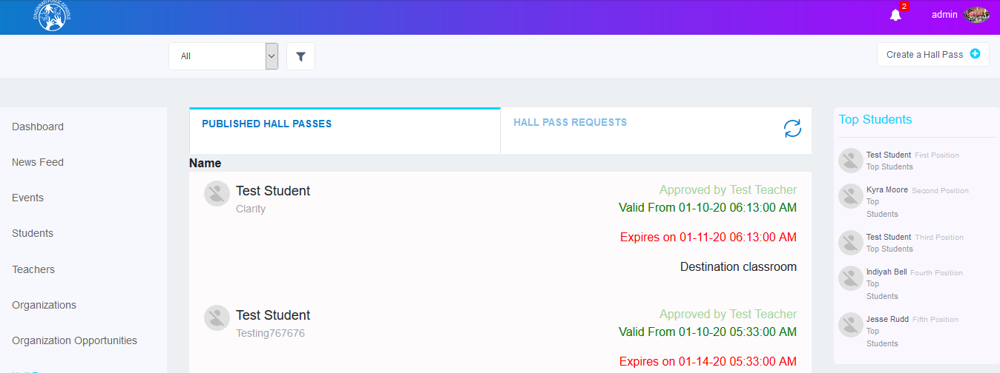 CINCINNATI PUBLIC SCHOOLS
2
admin
All
Create a Hall Pass
Dashboard
News Feed
Events
Students
Teachers
Organizations
Organization Opportunities
PUBLISHED HALL PASSES
HALL PASS REQUESTS
Name
Test Student
Clarity
Approved by Test Teacher
Valid From 01-10-20 06:13:00 AM
Expires on 01-11-20 06:13:00 AM
Destination classroom
Test Student
Testing767676
Approved by Test Teacher
Valid From 01-10-20 05:33:00 AM
Expires on 01-14-20 05:33:00 AM
Top Students
Test Student First Position
Top Students
Kyra Moore Second Position
Top
Students
Test Student Third Position
Top Students
Indiyah Bell Fourth Position
Top
Students
Jesse Rudd Fifth Position
Top
Students